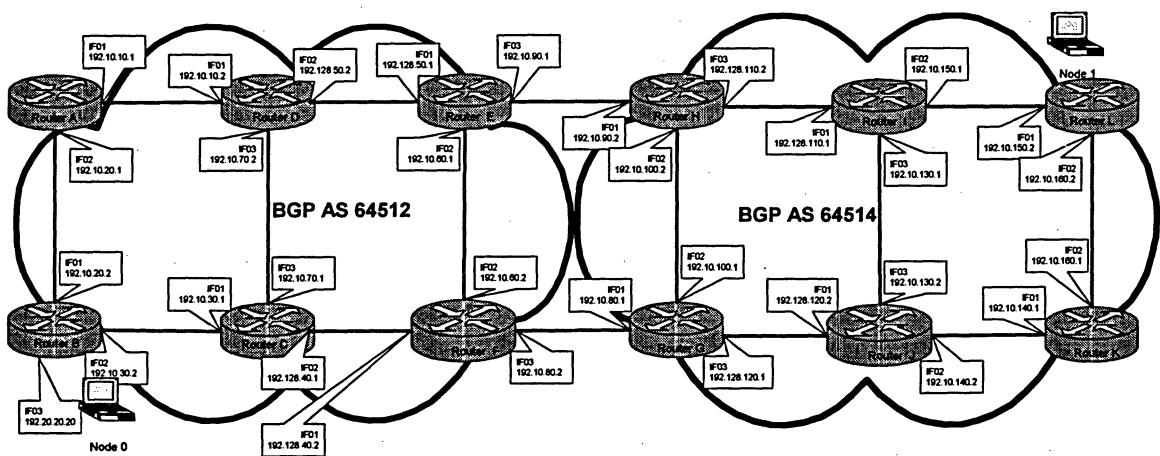 IF01
192.10.10.1
IF01
192.10.10.2
IF02
192.128.50.2
IF01
192.128.50.1
IF03
192.10.90.1
IF03
192.128.110.2
IF02
192.10.150.1
Node 1
Router A
Router D
Router E
Router H
Router I
Router L
IF02
192.10.20.1
IF03
192.10.70.2
IF02
192.10.60.1
IF01
192.10.90.2
IF02
192.10.100.2
IF01
192.128.110.1
IF03
192.10.130.1
IF01
192.10.150.2
IF02
192.10.160.2
BGP AS 64512
BGP AS 64514
IF01
192.10.20.2
IF01
192.10.30.1
IF03
192.10.70.1
IF02
192.10.60.2
IF01
192.10.80.1
IF02
192.10.100.1
IF01
192.128.120.2
IF03
192.10.130.2
IF02
192.10.160.1
IF01
192.10.140.1
Router B
Router C
Router F
Router G
Router J
Router K
IF02
192.10.30.2
IF02
192.128.40.1
IF03
192.10.80.2
IF03
192.128.120.1
IF02
192.10.140.2
IF03
192.20.20.20
Node 0
IF01
192.128.40.2